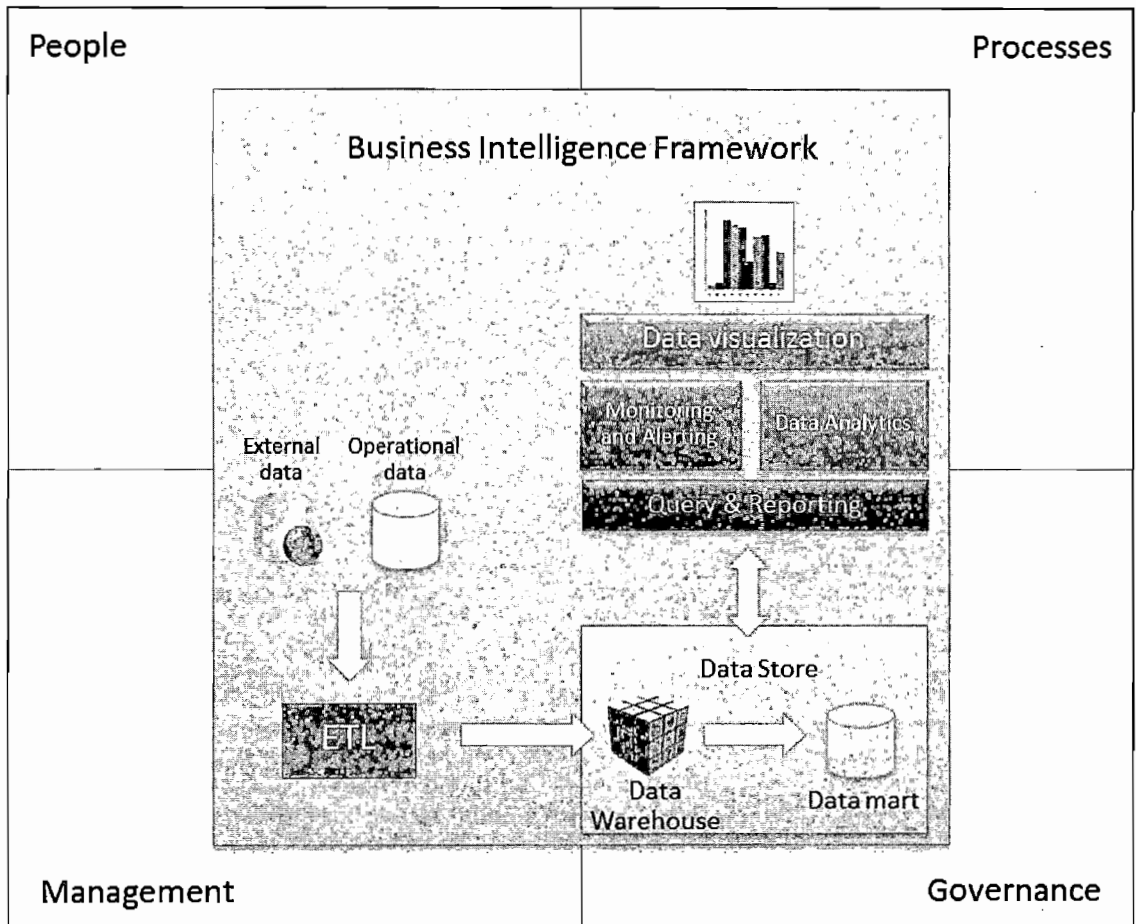 People
Processes
Business Intelligence Framework
Data visualization
Monitoring
and Alerting
Data Analytics
External
data
Operational
data
Query & Reporting
Data Store
ETL
Data
Warehouse
Data mart
Management
Governance